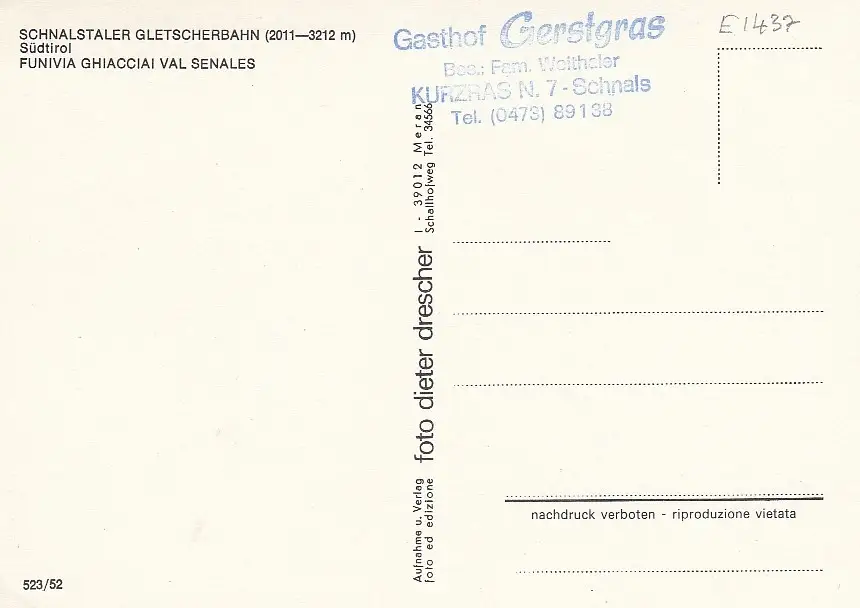 SCHNALSTALER GLETSCHERBAHN (2011—3212 m)
Südtirol
FUNIVIA GHIACCIAI VAL SENALES
Gasthof Gerstgras
Bes.: Fam. Weithaler
KURZRAS N. 7 - Schnals
Tel. (0473) 89138
E1437
Aufnahme u. Verlag
foto ed edizione
foto dieter drescher
I - 39012 Meran
Schallhofweg Tel. 34566
nachdruck verboten - riproduzione vietata
523/52